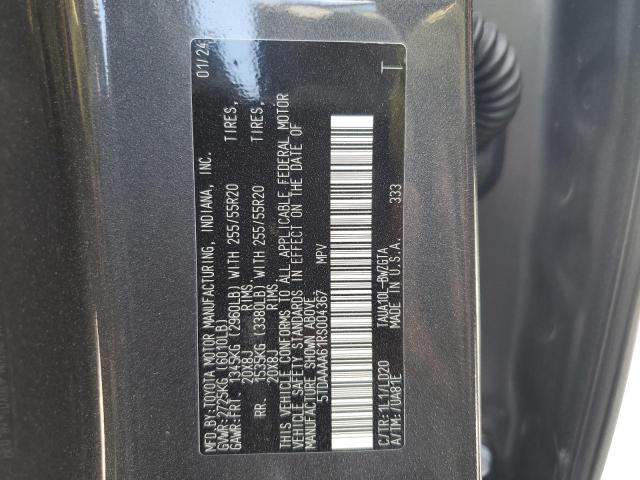 MFD.BY:TOYOTA MOTOR MANUFACTURING, INDIANA, INC. 01/24
GVWR:2725KG (6010LB)
GAWR:FRT. 1345KG (2960LB) WITH 255/55R20 TIRES,
20X8J RIMS.
RR. 1535KG (3380LB) WITH 255/55R20 TIRES,
20X8J RIMS.
THIS VEHICLE CONFORMS TO ALL APPLICABLE FEDERAL MOTOR
VEHICLE SAFETY STANDARDS IN EFFECT ON THE DATE OF
MANUFACTURE SHOWN ABOVE.
5TDAAAA61RS004367 MPV
C/TR:1L1/LD20 TAUA10L-BWZGTA T
A/TM:/UA81E MADE IN U.S.A. 333